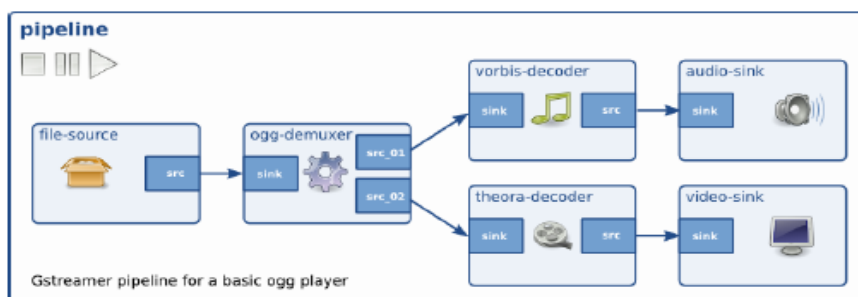 pipeline
vorbis-decoder
audio-sink
sink
src
sink
file-source
ogg-demuxer
src
sink
src_01
src_02
theora-decoder
video-sink
sink
src
sink
Gstreamer pipeline for a basic ogg player